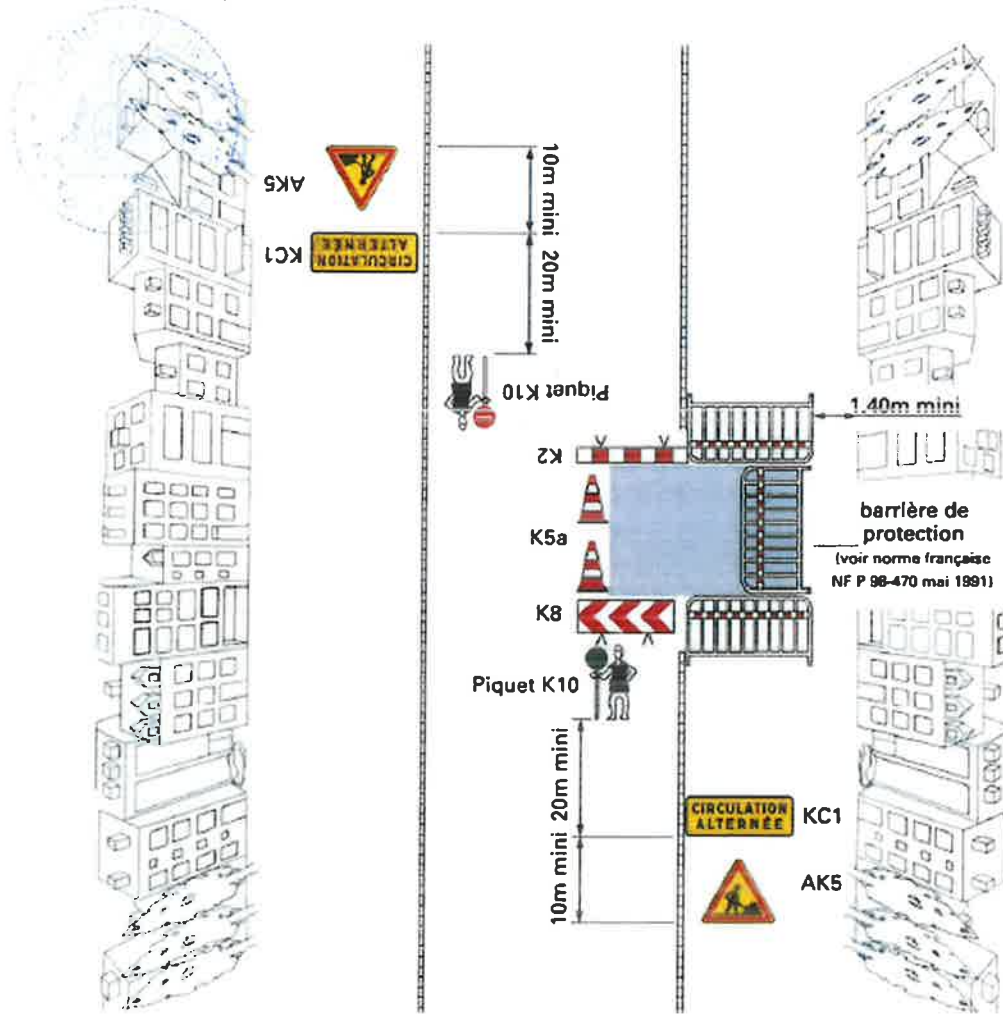 10m mini
AK5
KC1
CIRCULATION
ALTERNÉE
20m mini
Piquet K10
1,40m mini
K2
K5a
barrière de
protection
(voir norme française
NF P 98-470 mai 1991)
K8
Piquet K10
20m mini
CIRCULATION
ALTERNÉE
KC1
10m mini
AK5